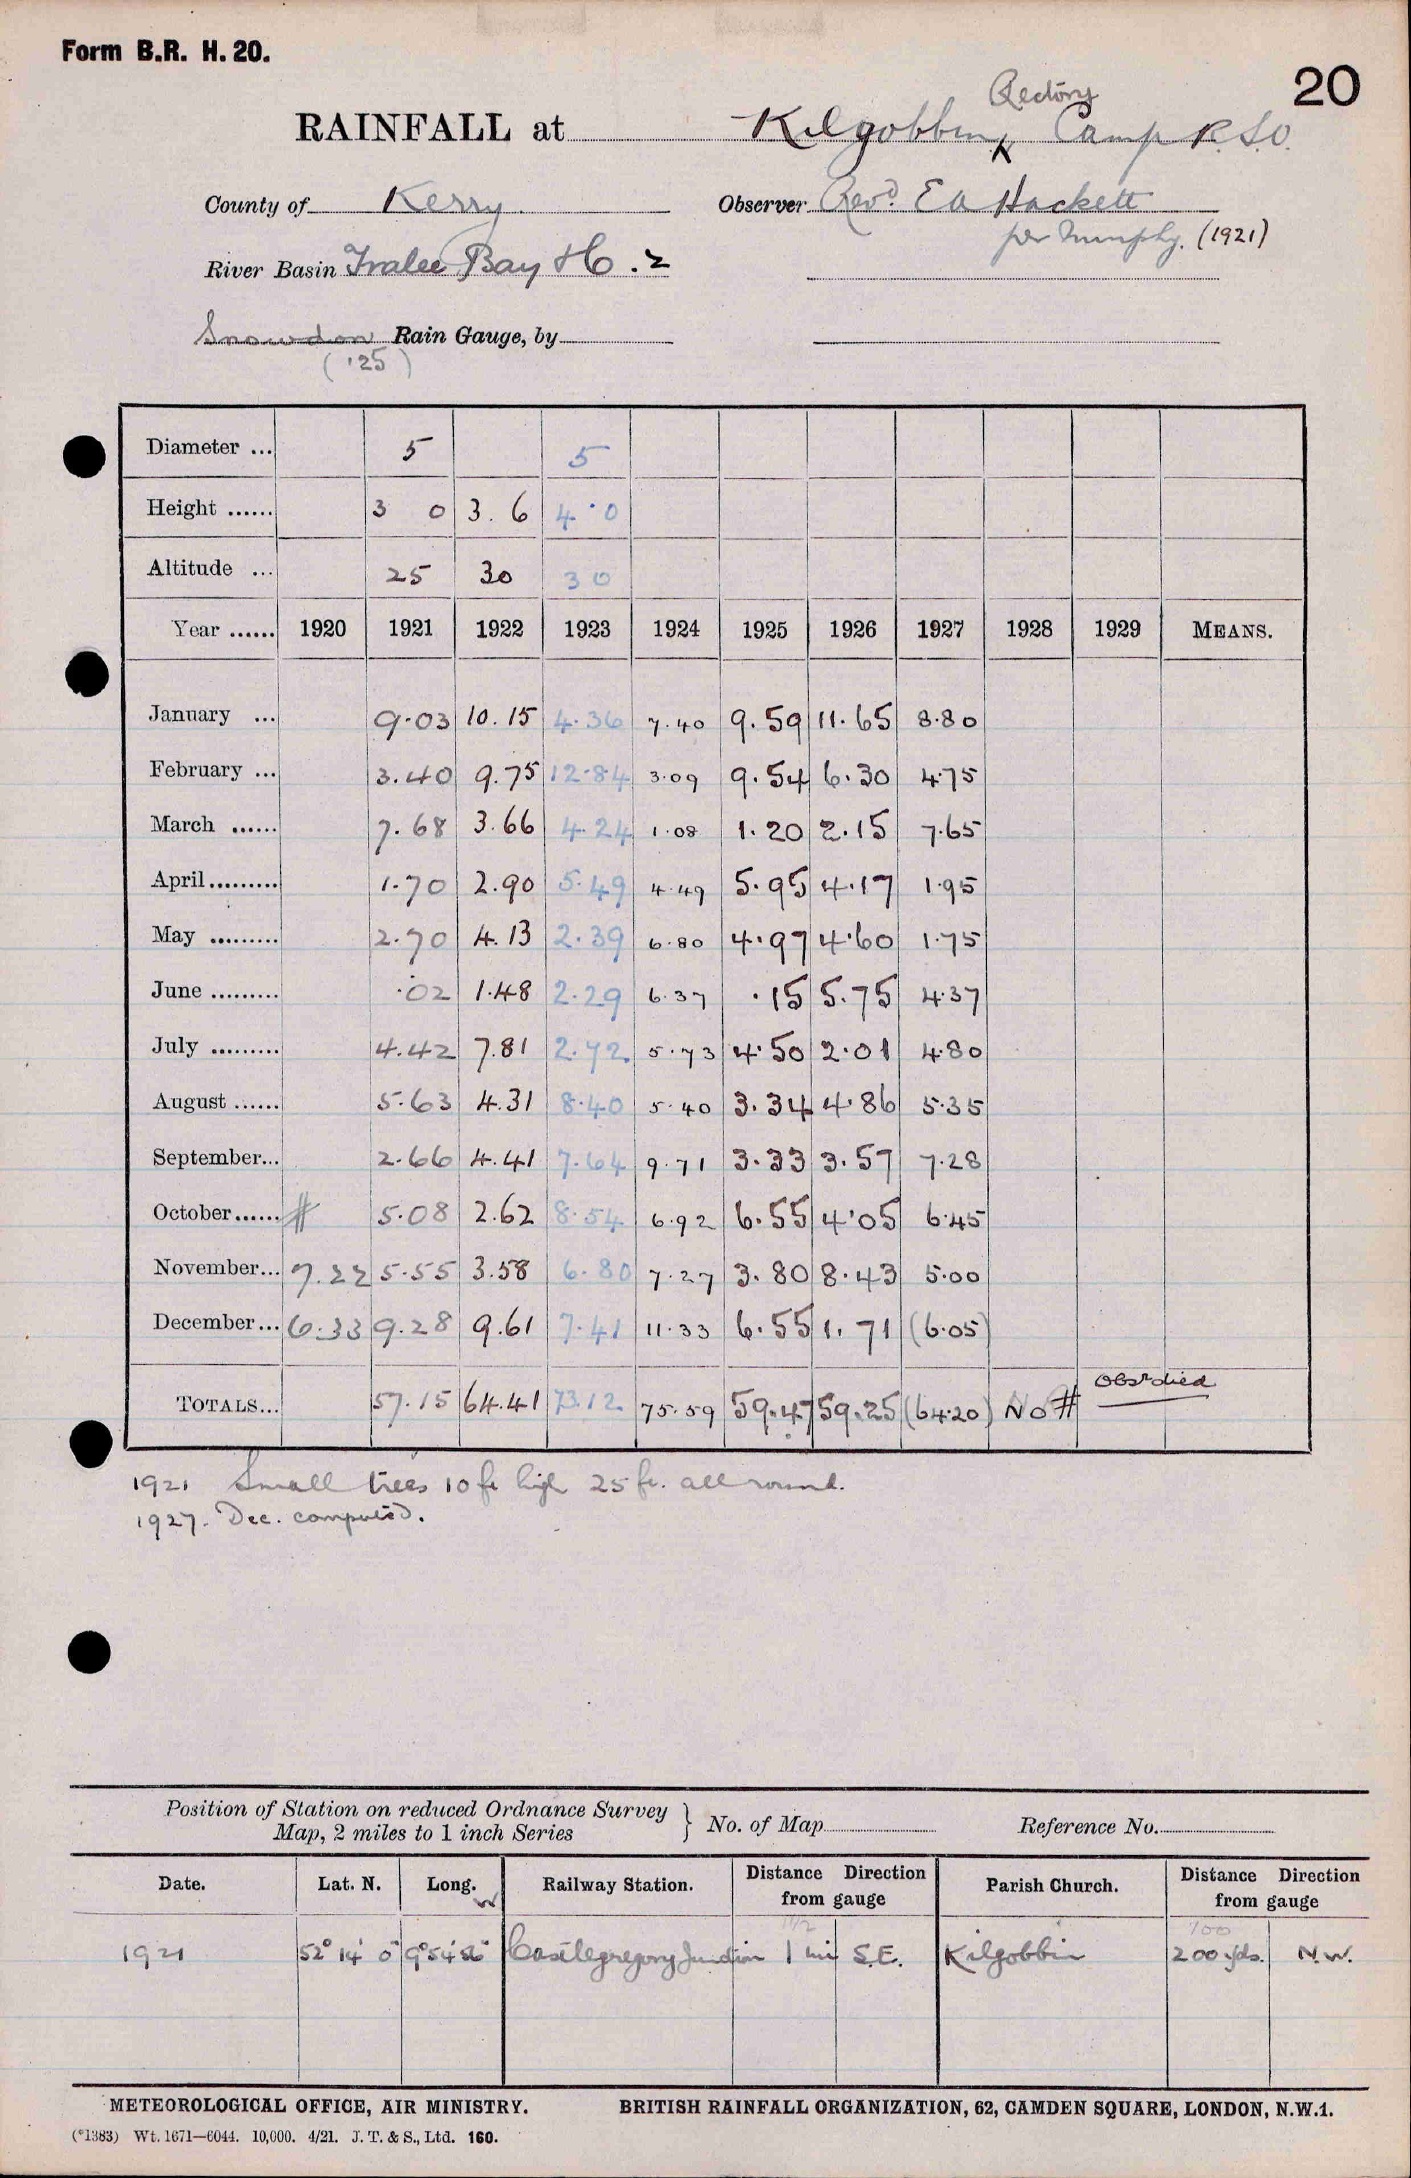 Form B.R. H. 20.
20
Rectory
RAINFALL at Kilgobbin Camp R.S.O.
County of Kerry Observer Revd. E A Hackett
per Murphy. (1921)
River Basin Tralee Bay H. 2
Snowdon Rain Gauge, by
('25)
Diameter ... 5 5
Height ...... 3 0 3. 6 4.0
Altitude ... 25 30 30
Year ...... 1920 1921 1922 1923 1924 1925 1926 1927 1928 1929 MEANS.
January ... 9.03 10.15 4.36 7.40 9.59 11.65 8.80
February ... 3.40 9.75 12.84 3.09 9.54 6.30 4.75
March ...... 7.68 3.66 4.24 1.08 1.20 2.15 7.65
April......... 1.70 2.90 5.49 4.49 5.95 4.17 1.95
May ......... 2.70 4.13 2.39 6.80 4.97 4.60 1.75
June ......... .02 1.48 2.29 6.37 .15 5.75 4.37
July ......... 4.42 7.81 2.72 5.73 4.50 2.01 4.80
August ...... 5.63 4.31 8.40 5.40 3.34 4.86 5.35
September... 2.66 4.41 7.64 9.71 3.33 3.57 7.28
October...... # 5.08 2.62 8.54 6.92 6.55 4.05 6.45
November... 7.22 5.55 3.58 6.80 7.27 3.80 8.43 5.00
December... 6.33 9.28 9.61 7.41 11.33 6.55 1.71 (6.05)
TOTALS... 57.15 64.41 73.12 75.59 59.47 59.25 (64.20) No # Obsr died
1921 Small trees 10 ft high 25 ft. all round.
1927. Dec. computed.
Position of Station on reduced Ordnance Survey
Map, 2 miles to 1 inch Series } No. of Map Reference No.
Date. Lat. N. Long. W Railway Station. Distance Direction from gauge Parish Church. Distance Direction from gauge
1 1/2 100
1921 52° 14' 0" 9° 54' 56" Castlegregory Junction 1 mi S.E. Kilgobbin 200 yds. N.W.
METEOROLOGICAL OFFICE, AIR MINISTRY. BRITISH RAINFALL ORGANIZATION, 62, CAMDEN SQUARE, LONDON, N.W.1.
(*1383) Wt. 1671—6044. 10,000. 4/21. J. T. & S., Ltd. 160.